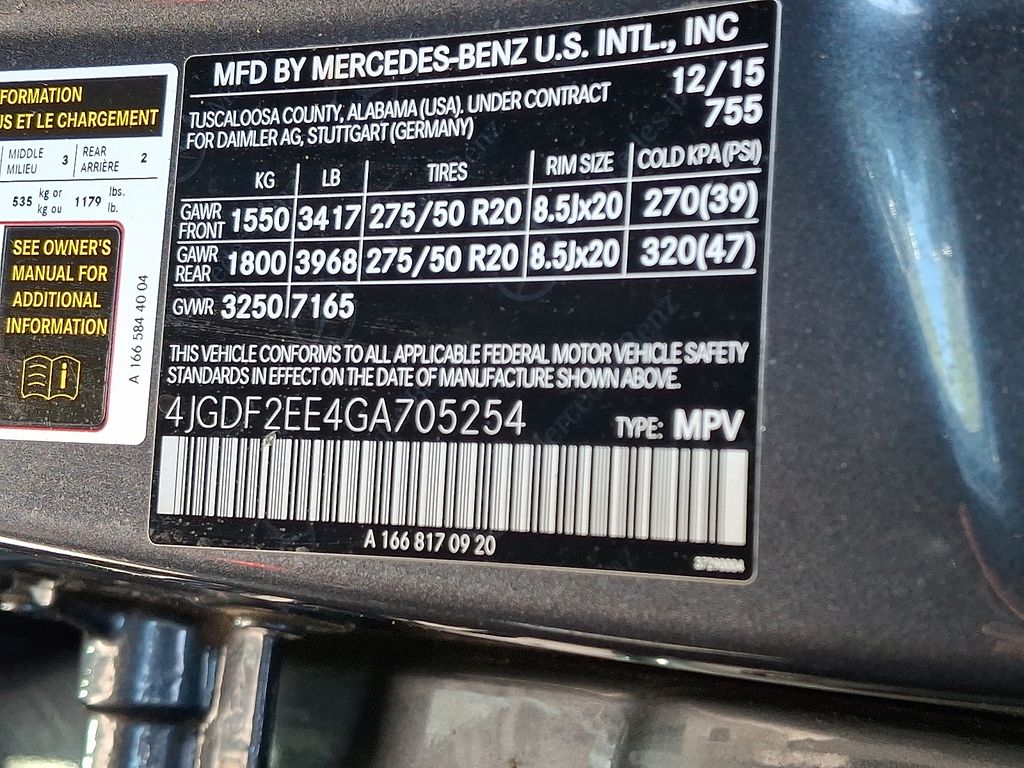 FORMATION
US ET LE CHARGEMENT
MIDDLE
MILIEU
3
REAR
ARRIÈRE
2
535 kg or
kg ou
1179 lbs.
lb.
SEE OWNER'S
MANUAL FOR
ADDITIONAL
INFORMATION
A 166 584 40 04
MFD BY MERCEDES-BENZ U.S. INTL., INC
TUSCALOOSA COUNTY, ALABAMA (USA). UNDER CONTRACT
FOR DAIMLER AG, STUTTGART (GERMANY)
12/15
755
KG LB TIRES RIM SIZE COLD KPA(PSI)
GAWR FRONT 1550 3417 275/50 R20 8.5Jx20 270(39)
GAWR REAR 1800 3968 275/50 R20 8.5Jx20 320(47)
GVWR 3250 7165
THIS VEHICLE CONFORMS TO ALL APPLICABLE FEDERAL MOTOR VEHICLE SAFETY
STANDARDS IN EFFECT ON THE DATE OF MANUFACTURE SHOWN ABOVE.
4JGDF2EE4GA705254 TYPE: MPV
A 166 817 09 20